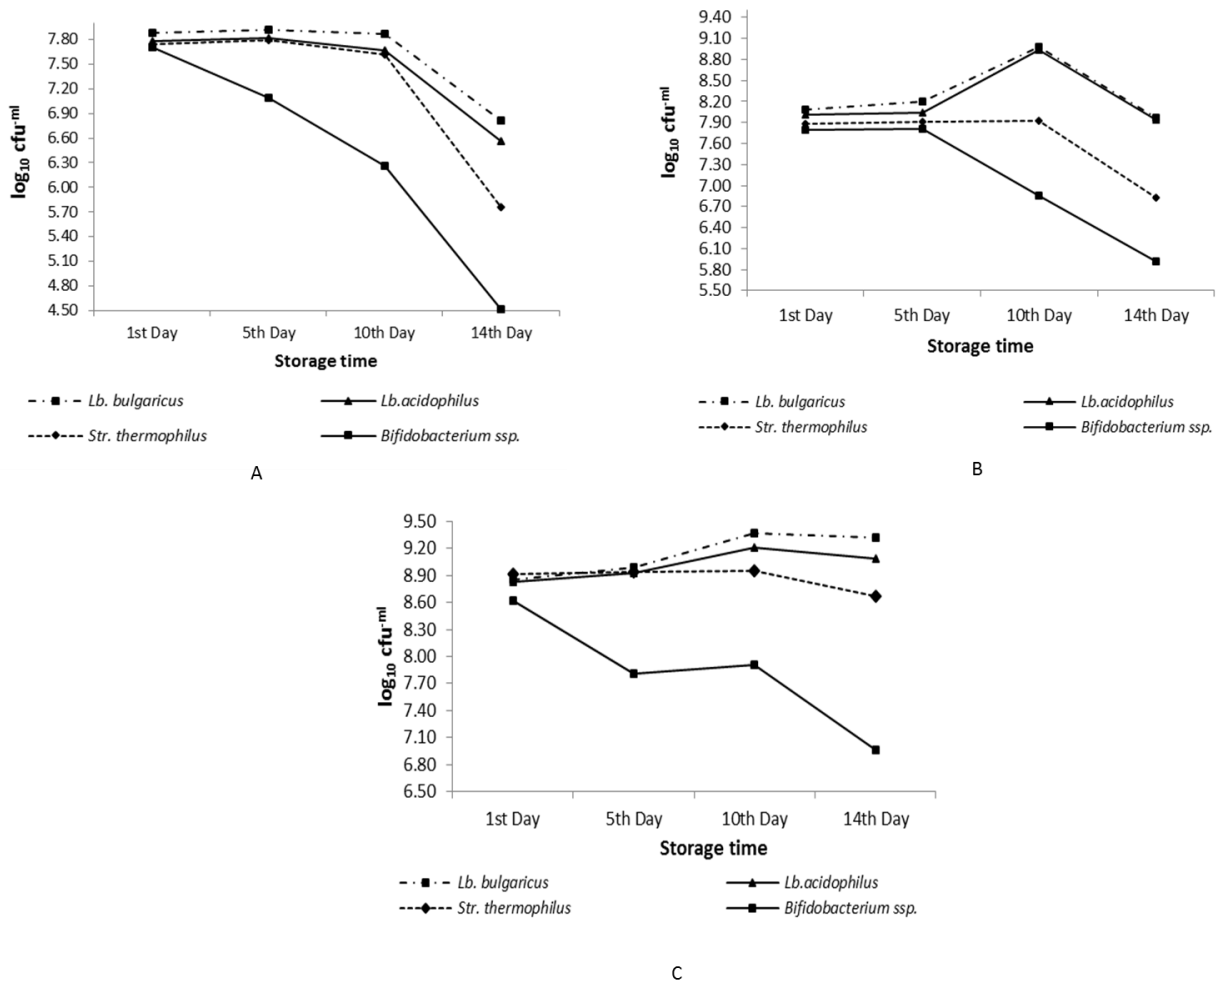 7.80
7.50
7.20
6.90
6.60
6.30
6.00
5.70
5.40
5.10
4.80
4.50
log10 cfu-ml
1st Day 5th Day 10th Day 14th Day
Storage time
Lb. bulgaricus Lb.acidophilus
Str. thermophilus Bifidobacterium ssp.
A
9.40
9.10
8.80
8.50
8.20
7.90
7.60
7.30
7.00
6.70
6.40
6.10
5.80
5.50
log10 cfu-ml
1st Day 5th Day 10th Day 14th Day
Storage time
Lb. bulgaricus Lb.acidophilus
Str. thermophilus Bifidobacterium ssp.
B
9.50
9.20
8.90
8.60
8.30
8.00
7.70
7.40
7.10
6.80
6.50
log10 cfu-ml
1st Day 5th Day 10th Day 14th Day
Storage time
Lb. bulgaricus Lb.acidophilus
Str. thermophilus Bifidobacterium ssp.
C